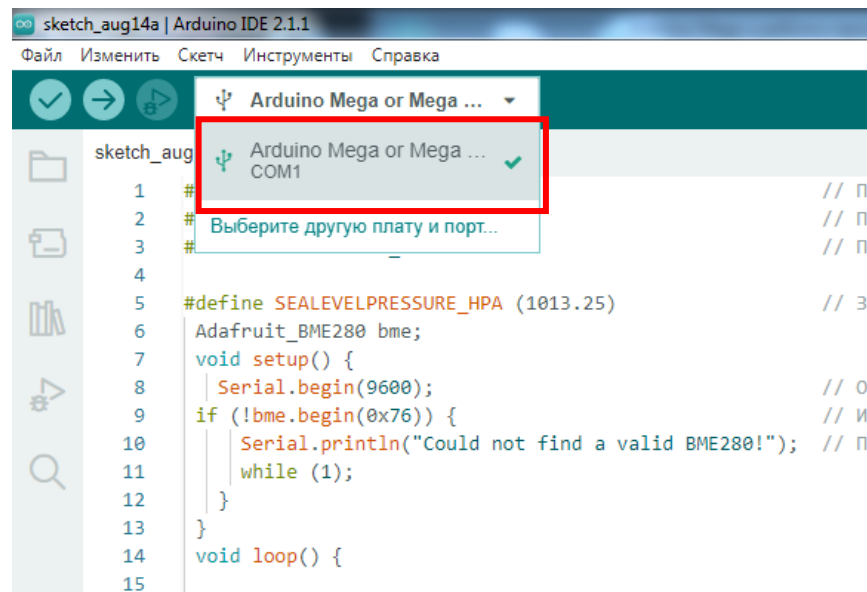 sketch_aug14a | Arduino IDE 2.1.1
Файл Изменить Скетч Инструменты Справка
Arduino Mega or Mega ...
sketch_aug
Arduino Mega or Mega ...
COM1
Выберите другую плату и порт...
1 # // П
2 # // П
3 # _ // П
4
5 #define SEALEVELPRESSURE_HPA (1013.25) // З
6 Adafruit_BME280 bme;
7 void setup() {
8 Serial.begin(9600); // О
9 if (!bme.begin(0x76)) { // И
10 Serial.println("Could not find a valid BME280!"); // П
11 while (1);
12 }
13 }
14 void loop() {
15